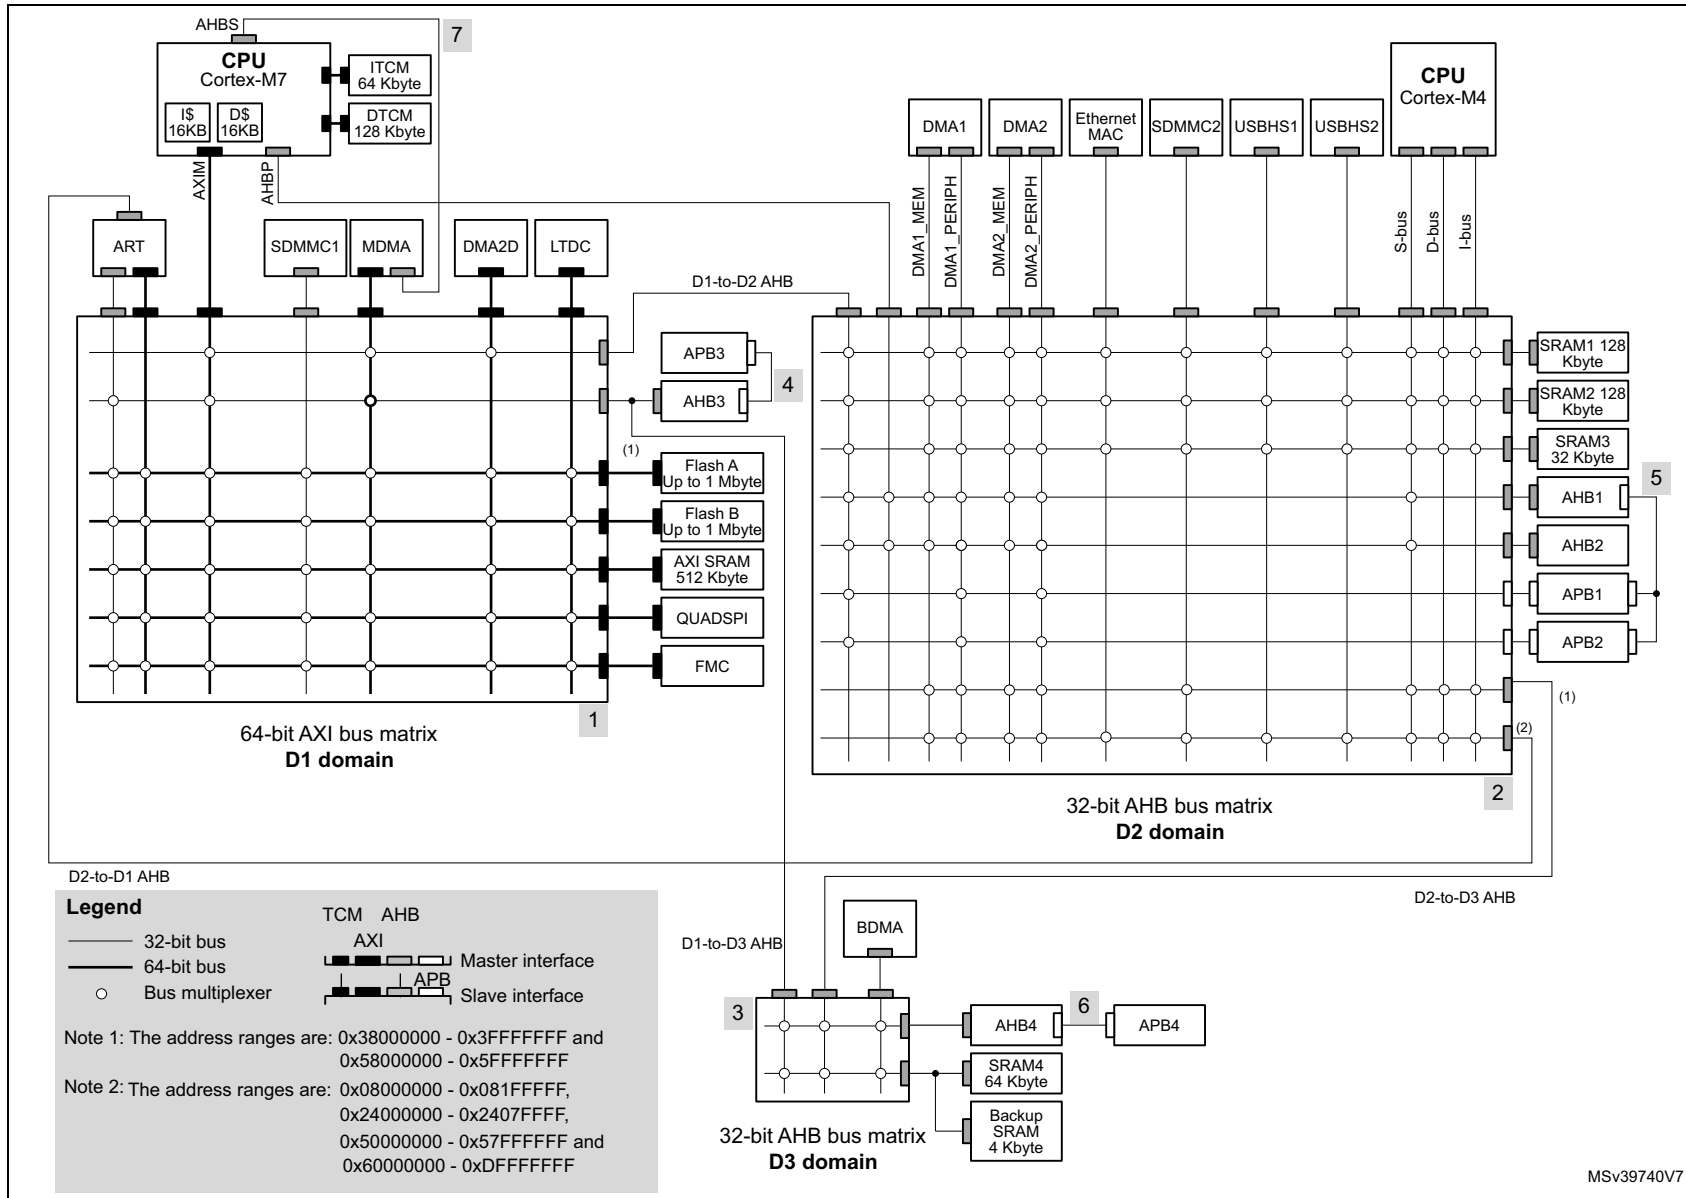 AHBS
7
CPU
Cortex-M7
ITCM
64 Kbyte
I$
16KB
D$
16KB
DTCM
128 Kbyte
AXIM
AHBP
CPU
Cortex-M4
DMA1
DMA2
Ethernet
MAC
SDMMC2
USBHS1
USBHS2
DMA1_MEM
DMA1_PERIPH
DMA2_MEM
DMA2_PERIPH
S-bus
D-bus
I-bus
ART
SDMMC1
MDMA
DMA2D
LTDC
D1-to-D2 AHB
APB3
4
AHB3
(1)
Flash A
Up to 1 Mbyte
Flash B
Up to 1 Mbyte
AXI SRAM
512 Kbyte
QUADSPI
FMC
1
64-bit AXI bus matrix
D1 domain
SRAM1 128
Kbyte
SRAM2 128
Kbyte
SRAM3
32 Kbyte
5
AHB1
AHB2
APB1
APB2
(1)
(2)
2
32-bit AHB bus matrix
D2 domain
D2-to-D1 AHB
D2-to-D3 AHB
D1-to-D3 AHB
BDMA
3
AHB4
6
APB4
SRAM4
64 Kbyte
Backup
SRAM
4 Kbyte
32-bit AHB bus matrix
D3 domain
Legend
32-bit bus
64-bit bus
Bus multiplexer
TCM AHB
AXI
Master interface
APB
Slave interface
Note 1: The address ranges are: 0x38000000 - 0x3FFFFFFF and
0x58000000 - 0x5FFFFFFF
Note 2: The address ranges are: 0x08000000 - 0x081FFFFF,
0x24000000 - 0x2407FFFF,
0x50000000 - 0x57FFFFFF and
0x60000000 - 0xDFFFFFFF
MSv39740V7